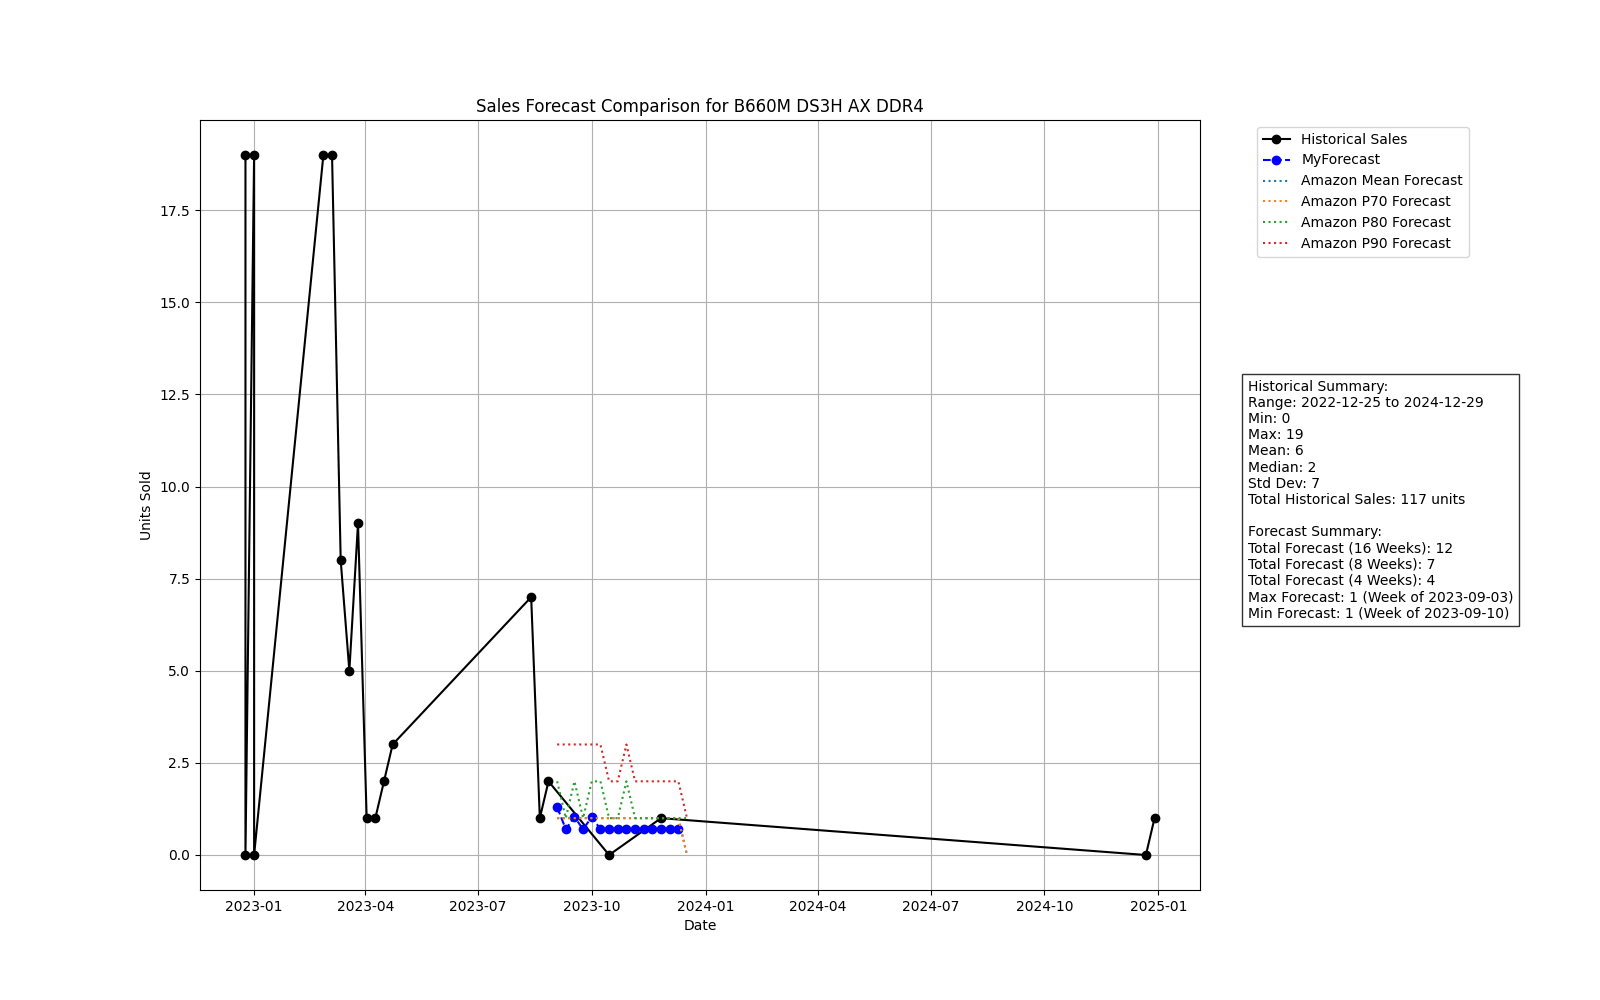 Sales Forecast Comparison for B660M DS3H AX DDR4
Historical Sales
MyForecast
Amazon Mean Forecast
Amazon P70 Forecast
Amazon P80 Forecast
Amazon P90 Forecast
17.5
15.0
12.5
10.0
7.5
5.0
2.5
0.0
Units Sold
2023-01
2023-04
2023-07
2023-10
2024-01
2024-04
2024-07
2024-10
2025-01
Date
Historical Summary:
Range: 2022-12-25 to 2024-12-29
Min: 0
Max: 19
Mean: 6
Median: 2
Std Dev: 7
Total Historical Sales: 117 units
Forecast Summary:
Total Forecast (16 Weeks): 12
Total Forecast (8 Weeks): 7
Total Forecast (4 Weeks): 4
Max Forecast: 1 (Week of 2023-09-03)
Min Forecast: 1 (Week of 2023-09-10)